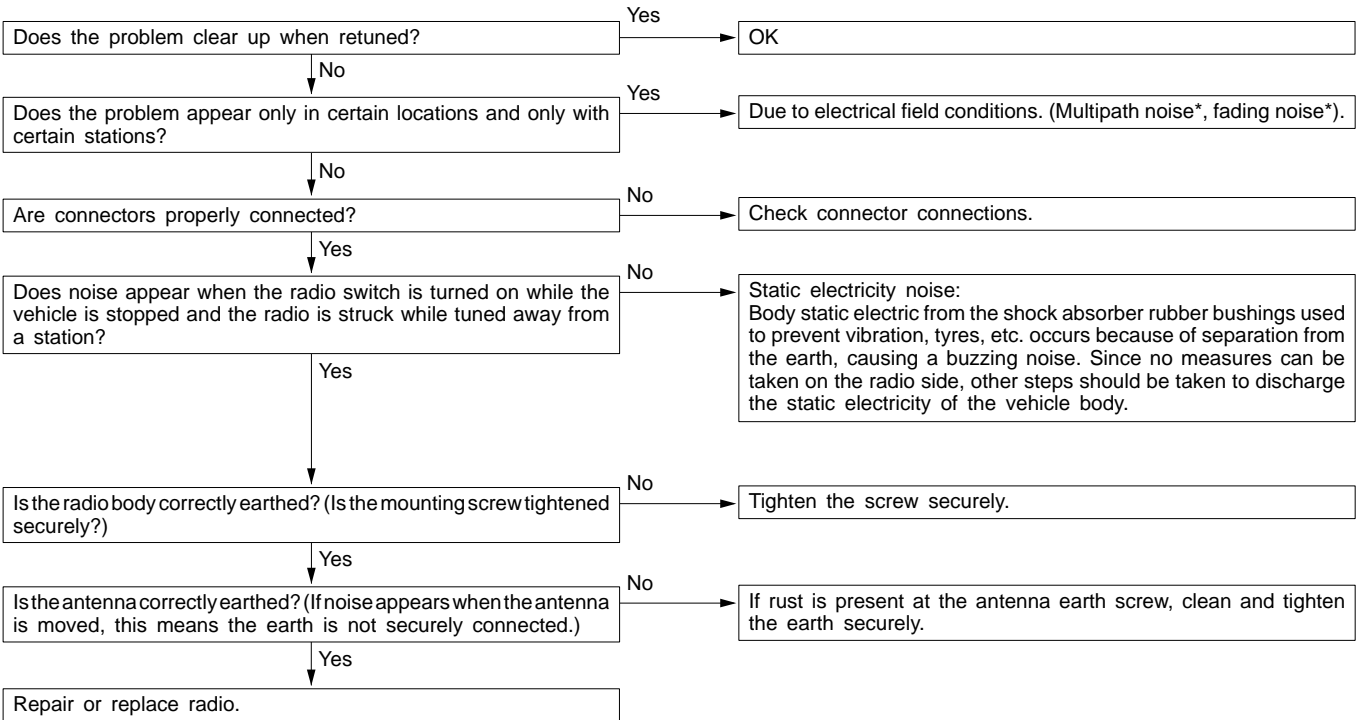 Yes
Does the problem clear up when retuned?
OK
No
Yes
Does the problem appear only in certain locations and only with
certain stations?
Due to electrical field conditions. (Multipath noise*, fading noise*).
No
No
Are connectors properly connected?
Check connector connections.
Yes
No
Does noise appear when the radio switch is turned on while the
vehicle is stopped and the radio is struck while tuned away from
a station?
Static electricity noise:
Body static electric from the shock absorber rubber bushings used
to prevent vibration, tyres, etc. occurs because of separation from
the earth, causing a buzzing noise. Since no measures can be
taken on the radio side, other steps should be taken to discharge
the static electricity of the vehicle body.
Yes
No
Is the radio body correctly earthed? (Is the mounting screw tightened
securely?)
Tighten the screw securely.
Yes
No
Is the antenna correctly earthed? (If noise appears when the antenna
is moved, this means the earth is not securely connected.)
If rust is present at the antenna earth screw, clean and tighten
the earth securely.
Yes
Repair or replace radio.